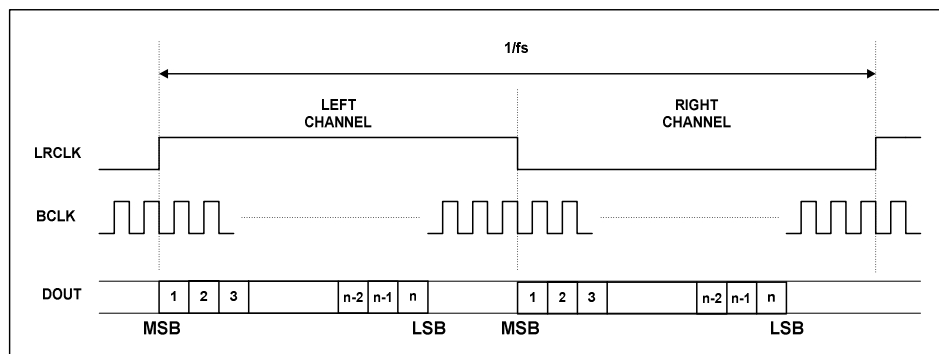 1/fs
LEFT
CHANNEL
RIGHT
CHANNEL
LRCLK
BCLK
DOUT
1 2 3 n-2 n-1 n 1 2 3 n-2 n-1 n
MSB LSB MSB LSB